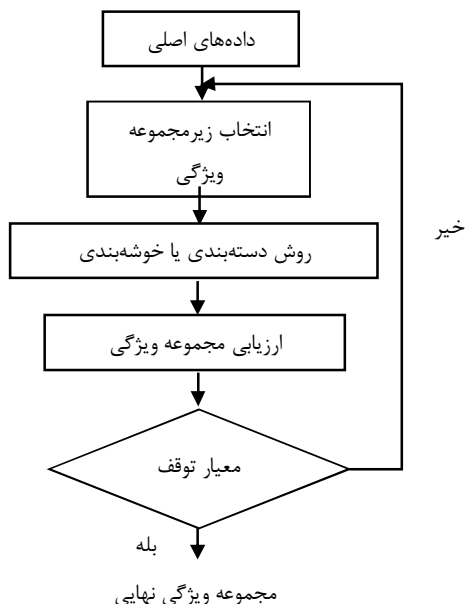 داده‌های اصلی
انتخاب زیرمجموعه
ویژگی
روش دسته‌بندی یا خوشه‌بندی
ارزیابی مجموعه ویژگی
معیار توقف
خیر
بله
مجموعه ویژگی نهایی